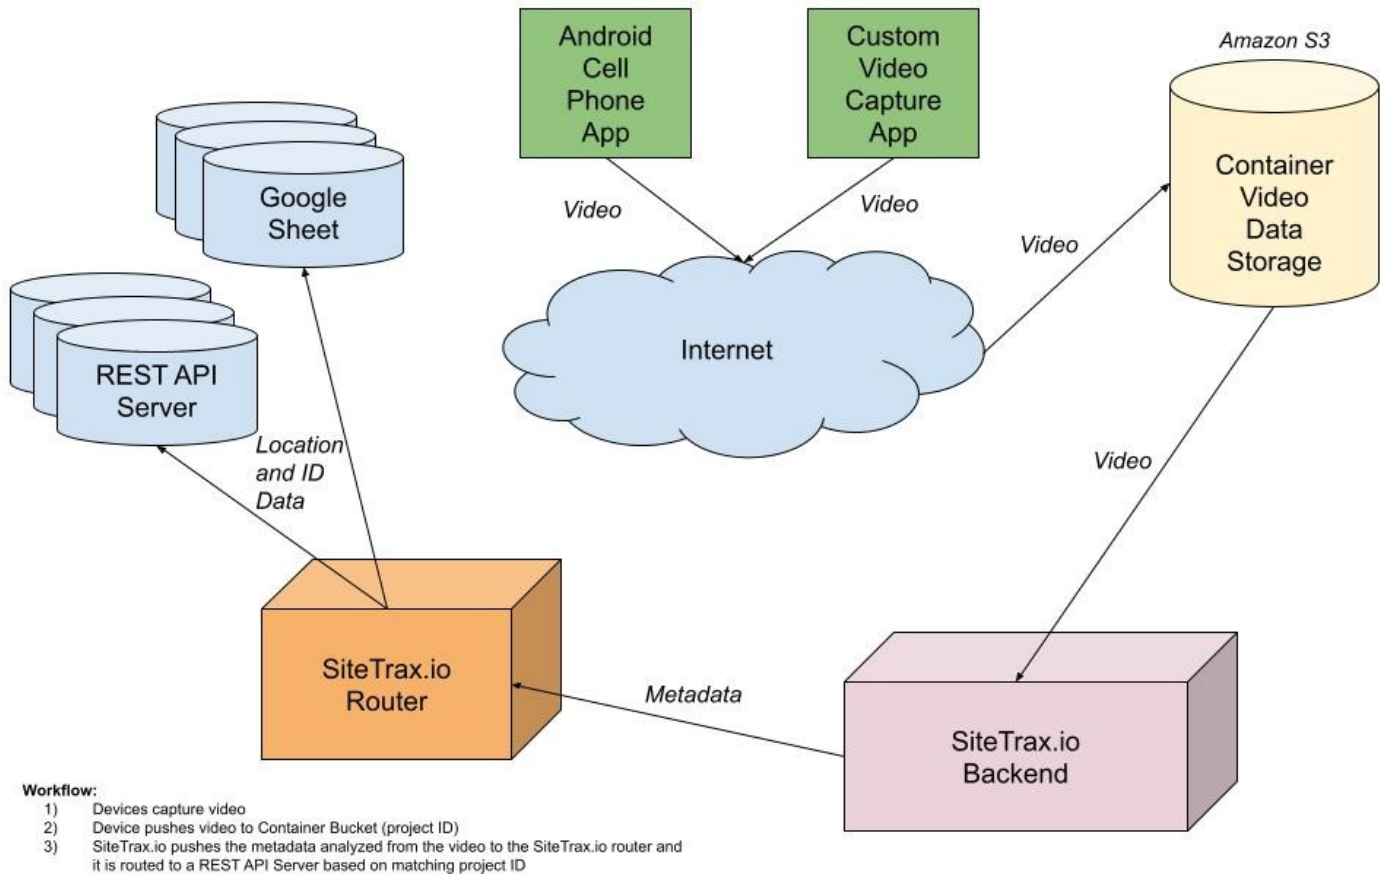 Android
Cell
Phone
App
Custom
Video
Capture
App
Amazon S3
Container
Video
Data
Storage
Google
Sheet
Video
Video
Video
Internet
REST API
Server
Location
and ID
Data
Video
SiteTrax.io
Router
Metadata
SiteTrax.io
Backend
Workflow:
1) Devices capture video
2) Device pushes video to Container Bucket (project ID)
3) SiteTrax.io pushes the metadata analyzed from the video to the SiteTrax.io router and
it is routed to a REST API Server based on matching project ID